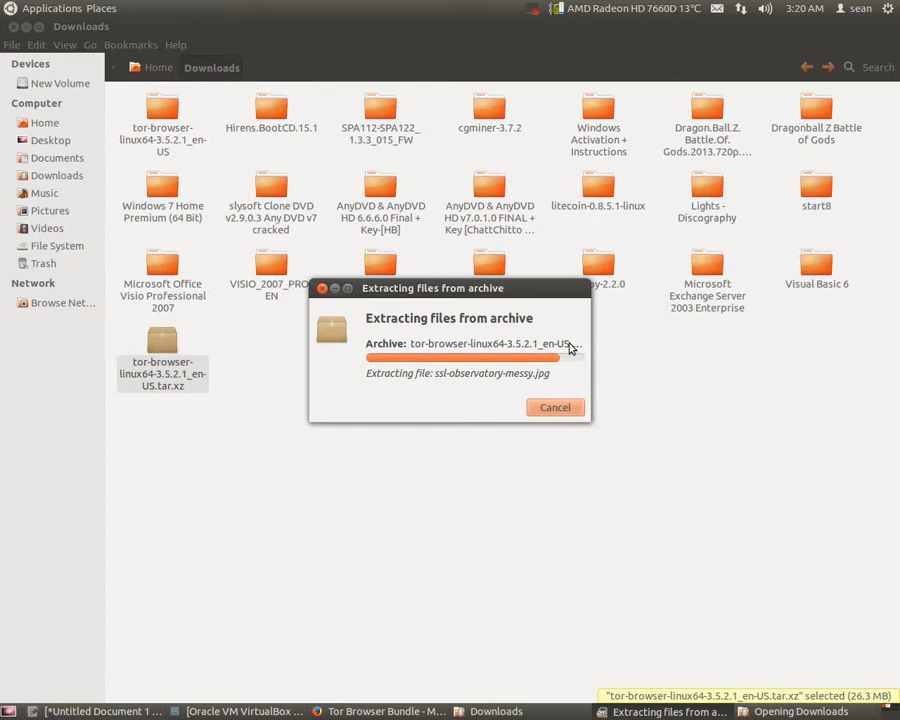 Applications Places
AMD Radeon HD 7660D 13°C
3:20 AM
sean
Downloads
File Edit View Go Bookmarks Help
Devices
New Volume
Computer
Home
Desktop
Documents
Downloads
Music
Pictures
Videos
File System
Trash
Network
Browse Net...
Home
Downloads
Search
tor-browser-
linux64-3.5.2.1_en-
US
Hirens.BootCD.15.1
SPA112-SPA122_
1.3.3_015_FW
cgminer-3.7.2
Windows
Activation +
Instructions
Dragon.Ball.Z.
Battle.Of.
Gods.2013.720p....
Dragonball Z Battle
of Gods
Windows 7 Home
Premium (64 Bit)
slysoft Clone DVD
v2.9.0.3 Any DVD v7
cracked
AnyDVD & AnyDVD
HD 6.6.6.0 Final +
Key-[HB]
AnyDVD & AnyDVD
HD v7.0.1.0 FINAL +
Key [ChattChitto ...
litecoin-0.8.5.1-linux
Lights -
Discography
start8
Microsoft Office
Visio Professional
2007
VISIO_2007_PRO
EN
py-2.2.0
Microsoft
Exchange Server
2003 Enterprise
Visual Basic 6
tor-browser-
linux64-3.5.2.1_en-
US.tar.xz
Extracting files from archive
Extracting files from archive
Archive: tor-browser-linux64-3.5.2.1_en-US...
Extracting file: ssl-observatory-messy.jpg
Cancel
"tor-browser-linux64-3.5.2.1_en-US.tar.xz" selected (26.3 MB)
[*Untitled Document 1 ...
[Oracle VM VirtualBox ...
Tor Browser Bundle - M...
Downloads
Extracting files from a...
Opening Downloads